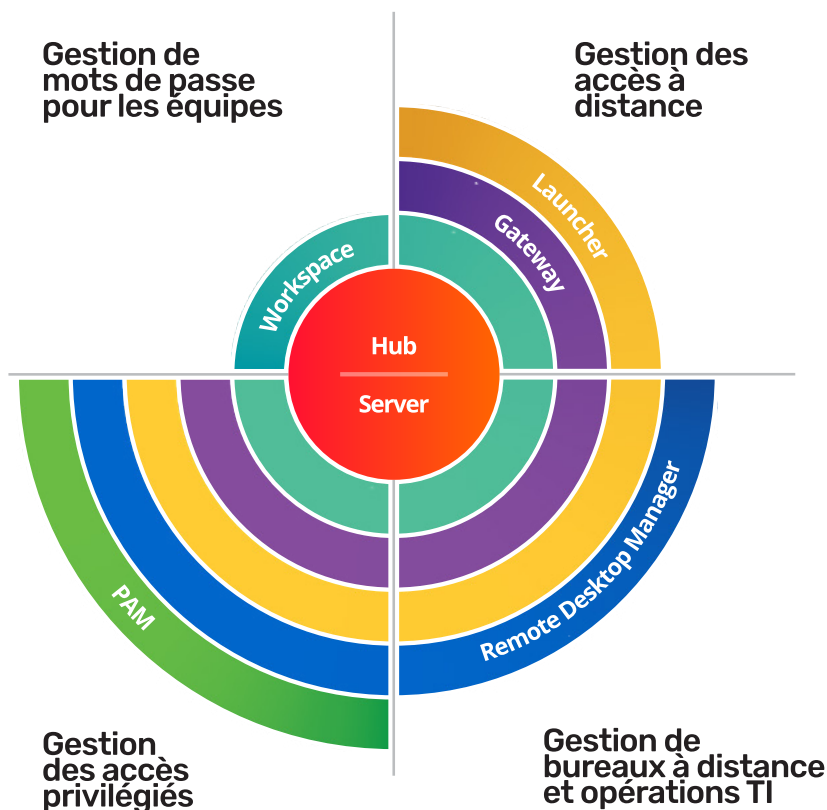 Gestion de
mots de passe
pour les équipes
Gestion des
accès à
distance
Launcher
Gateway
Workspace
Hub
Server
Remote Desktop Manager
PAM
Gestion
des accès
privilégiés
Gestion de
bureaux à distance
et opérations TI